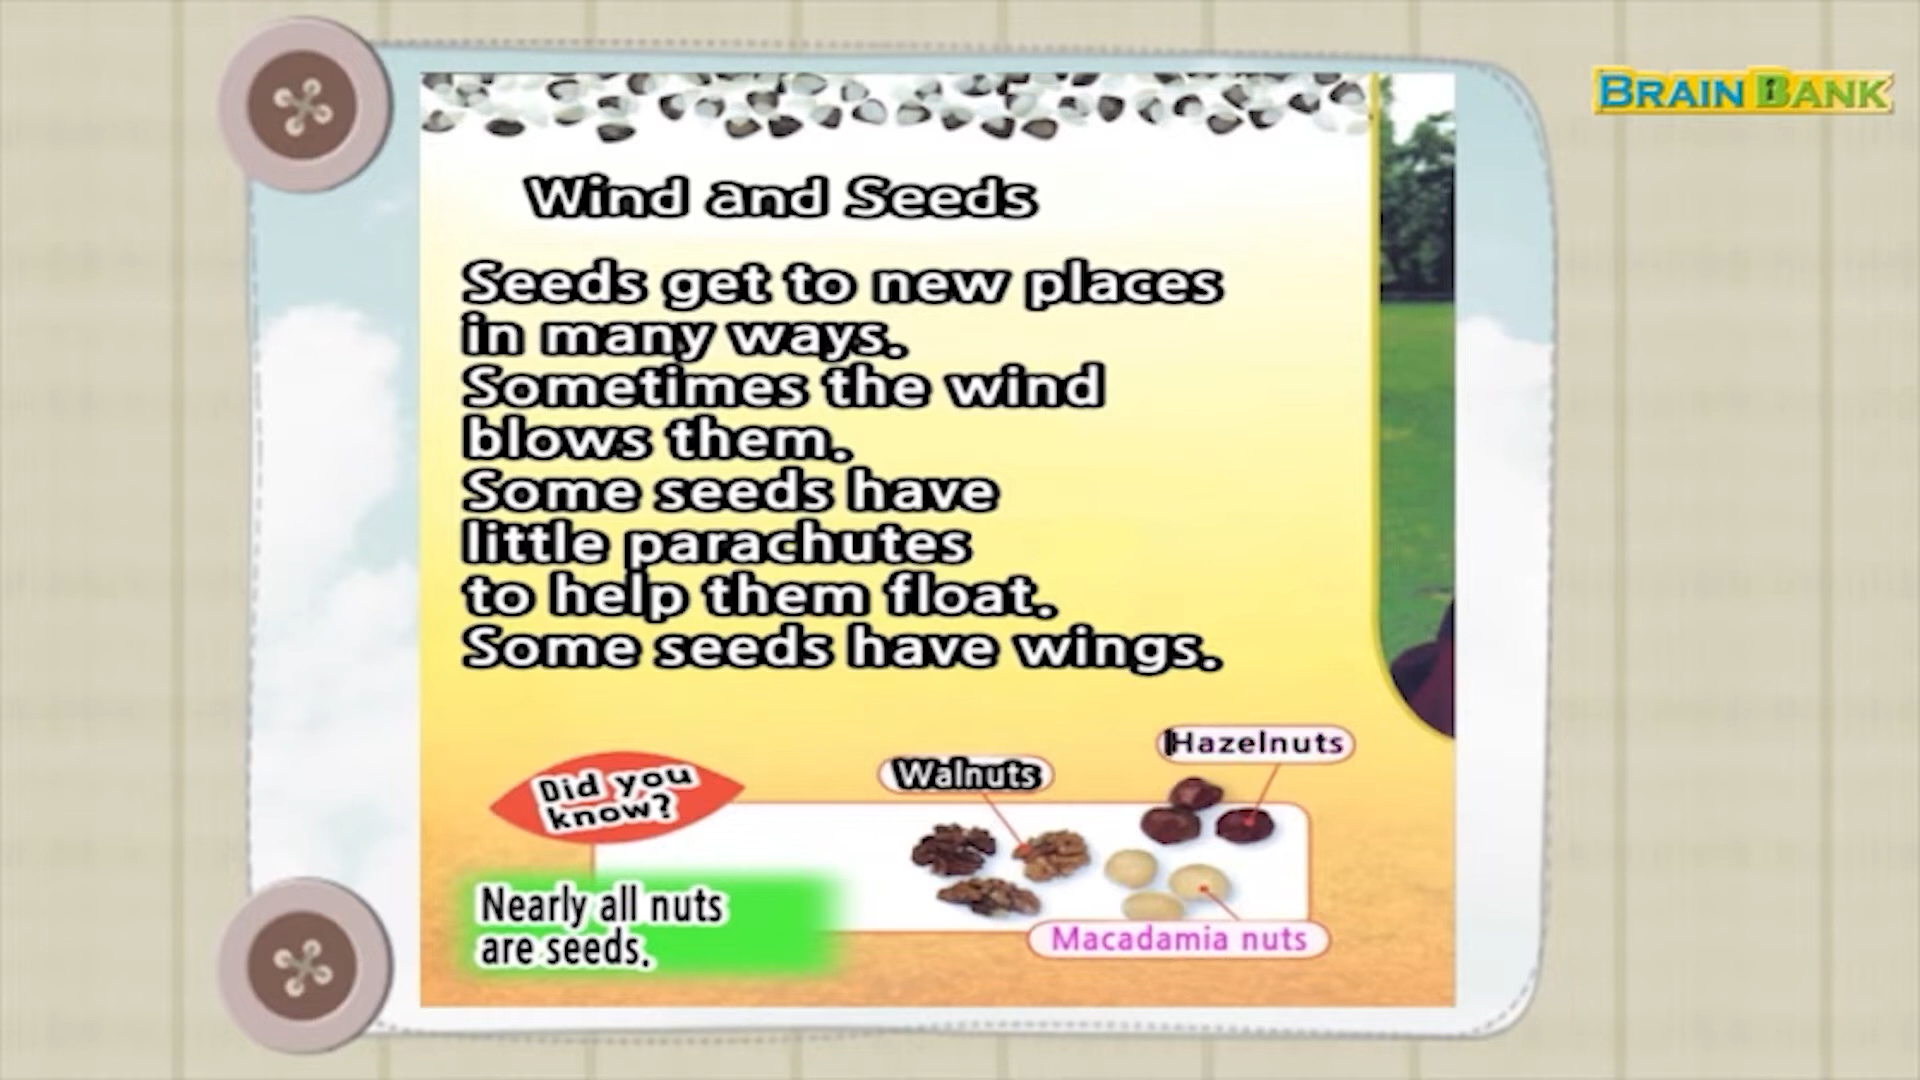 BRAIN BANK
Wind and Seeds
Seeds get to new places
in many ways.
Sometimes the wind
blows them.
Some seeds have
little parachutes
to help them float.
Some seeds have wings.
Did you
know?
Walnuts
Hazelnuts
Macadamia nuts
Nearly all nuts
are seeds.